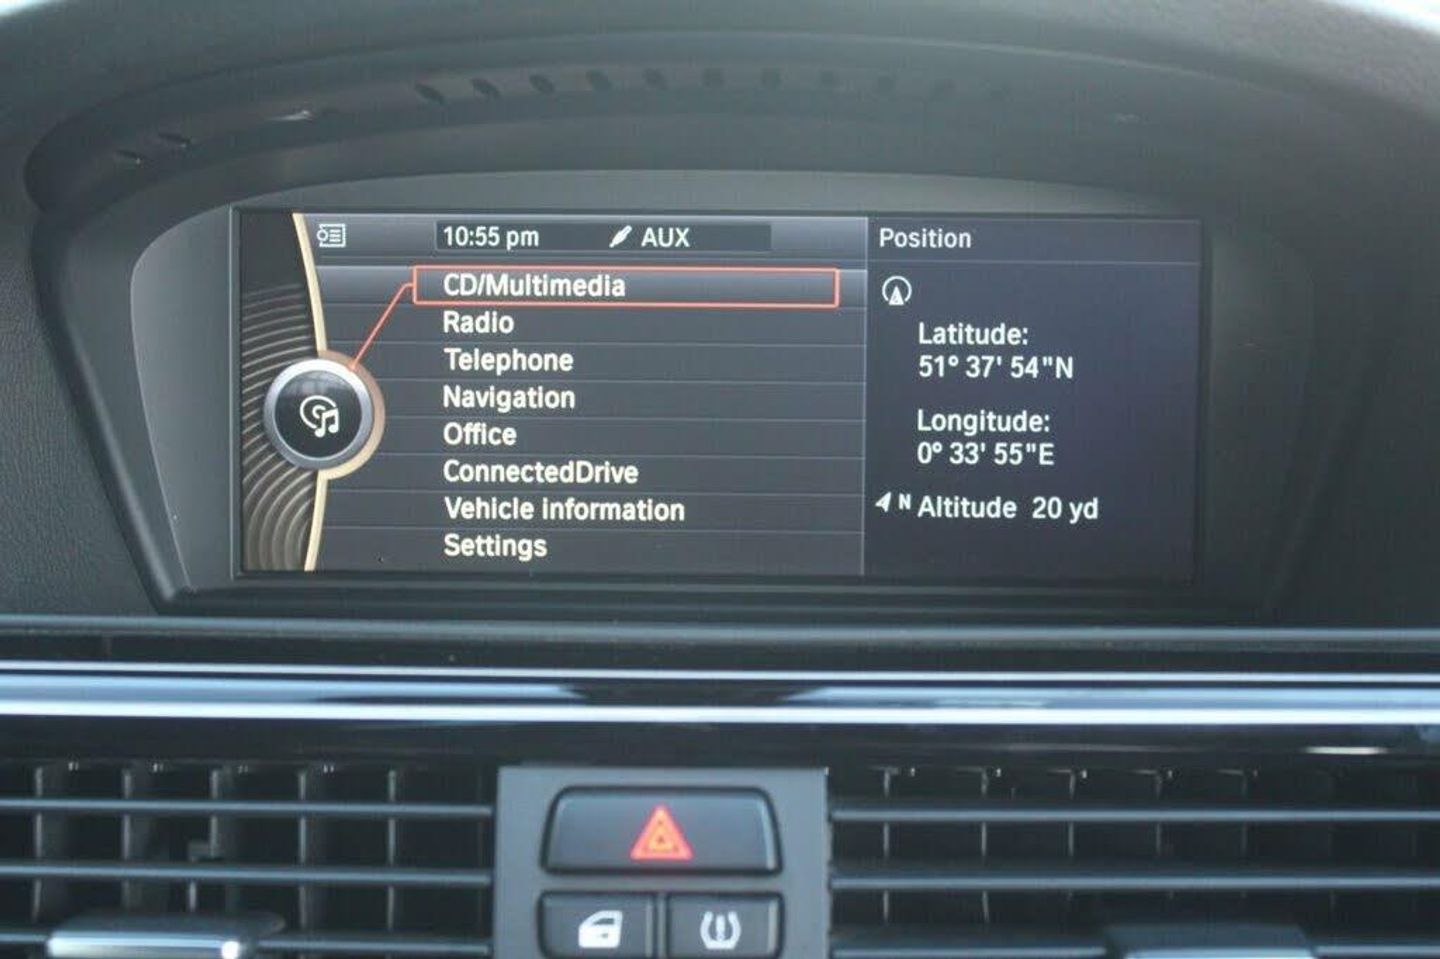 10:55 pm AUX
CD/Multimedia
Radio
Telephone
Navigation
Office
ConnectedDrive
Vehicle information
Settings
Position
Latitude:
51° 37' 54"N
Longitude:
0° 33' 55"E
N Altitude 20 yd